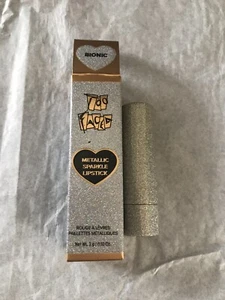 BIONIC
Too
Faced
METALLIC
SPARKLE
LIPSTICK
ROUGE À LÈVRES
PAILLETTES MÉTALLIQUES